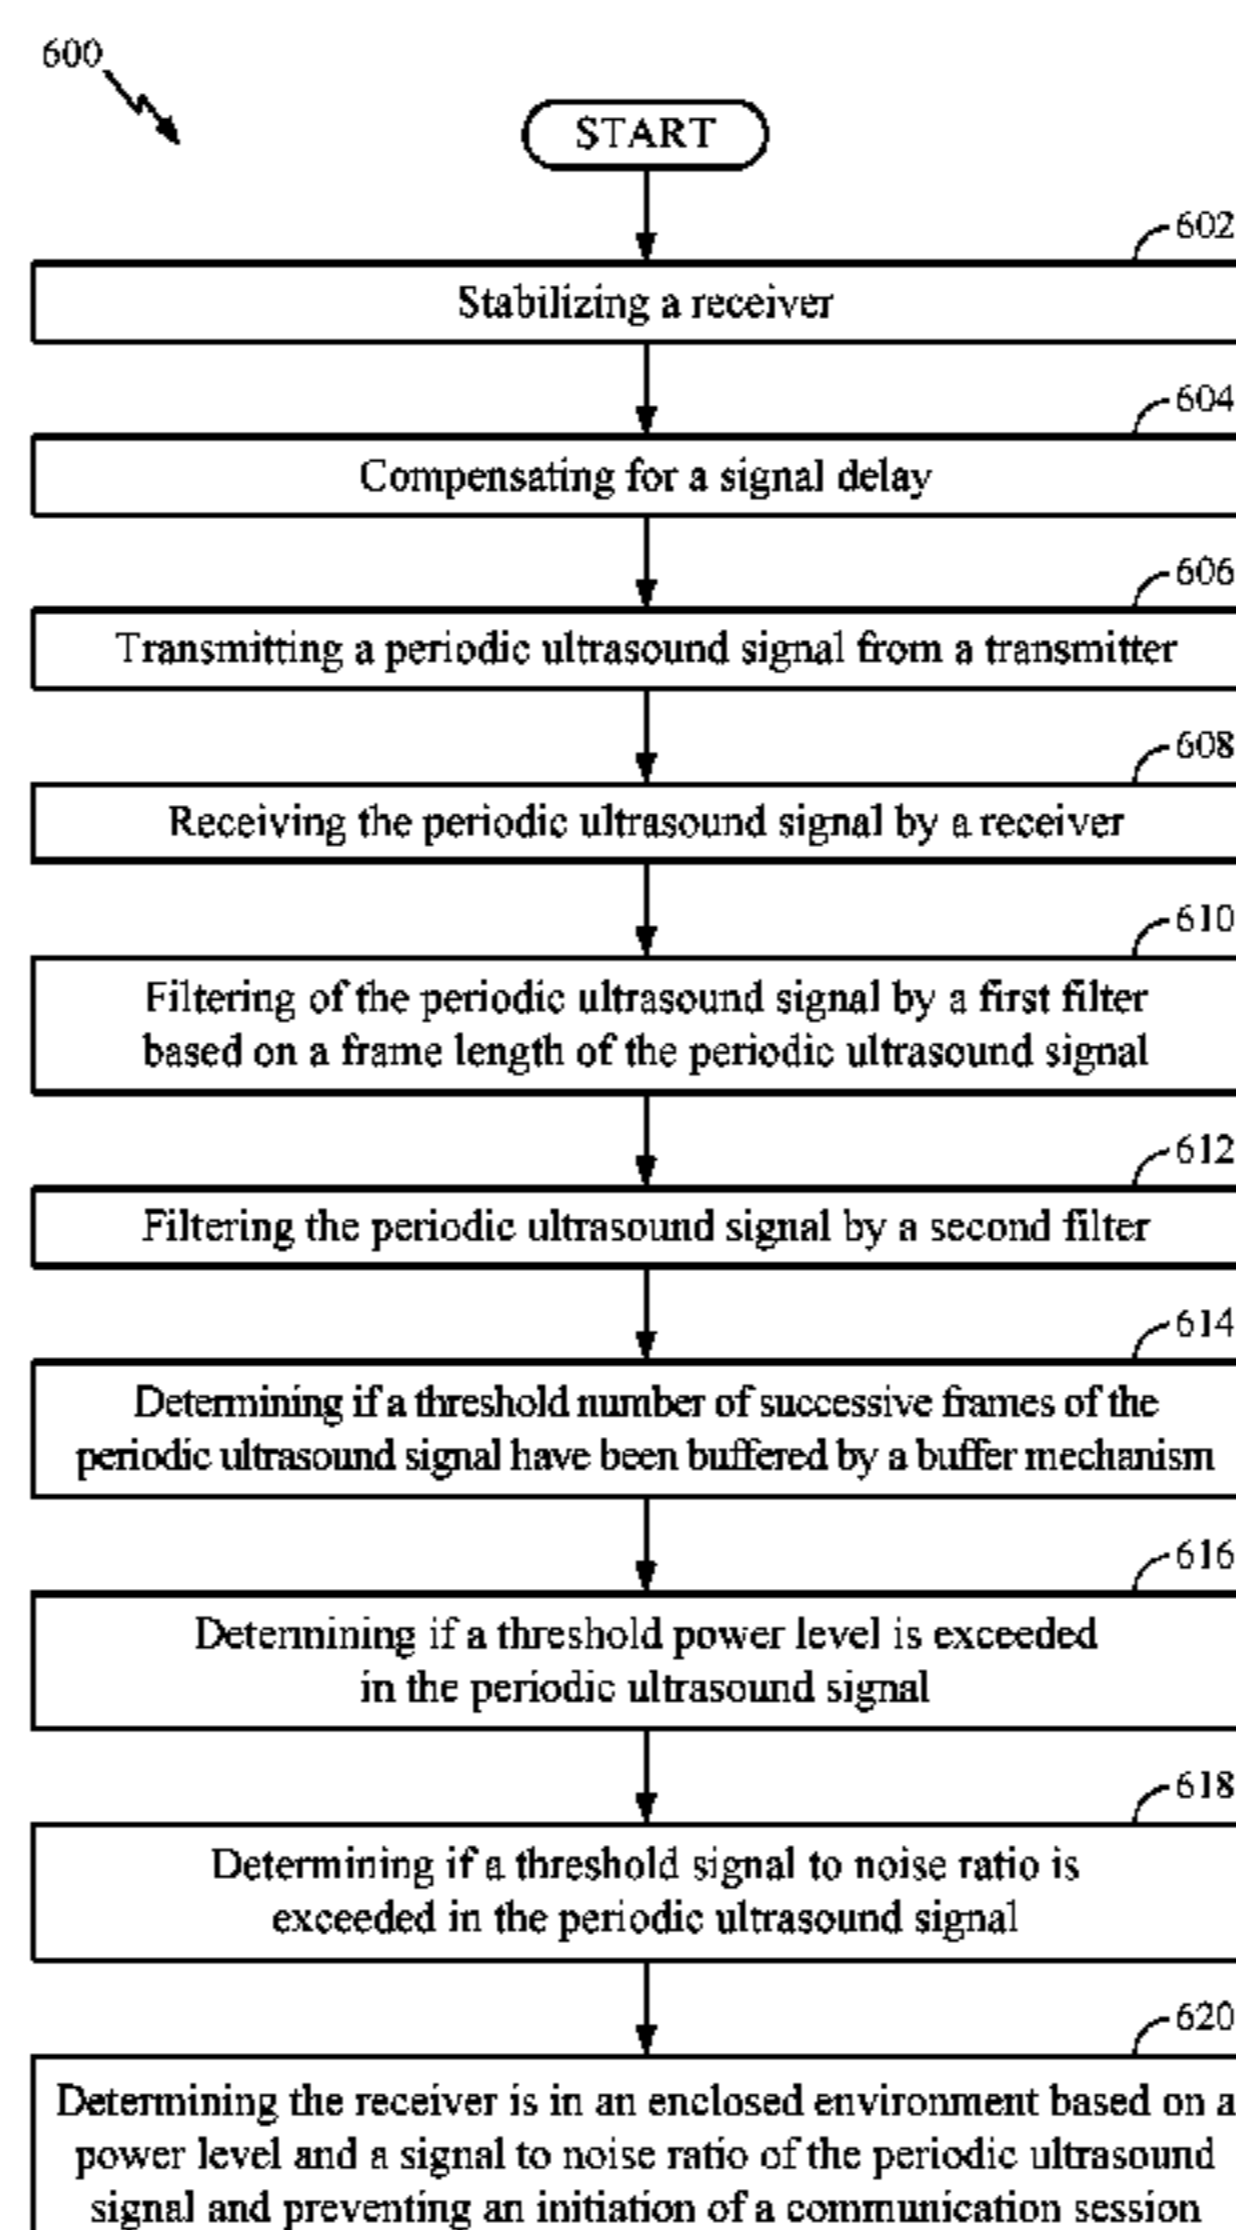 600
START
602
Stabilizing a receiver
604
Compensating for a signal delay
606
Transmitting a periodic ultrasound signal from a transmitter
608
Receiving the periodic ultrasound signal by a receiver
610
Filtering of the periodic ultrasound signal by a first filter
based on a frame length of the periodic ultrasound signal
612
Filtering the periodic ultrasound signal by a second filter
614
Determining if a threshold number of successive frames of the
periodic ultrasound signal have been buffered by a buffer mechanism
616
Determining if a threshold power level is exceeded
in the periodic ultrasound signal
618
Determining if a threshold signal to noise ratio is
exceeded in the periodic ultrasound signal
620
Determining the receiver is in an enclosed environment based on a
power level and a signal to noise ratio of the periodic ultrasound
signal and preventing an initiation of a communication session